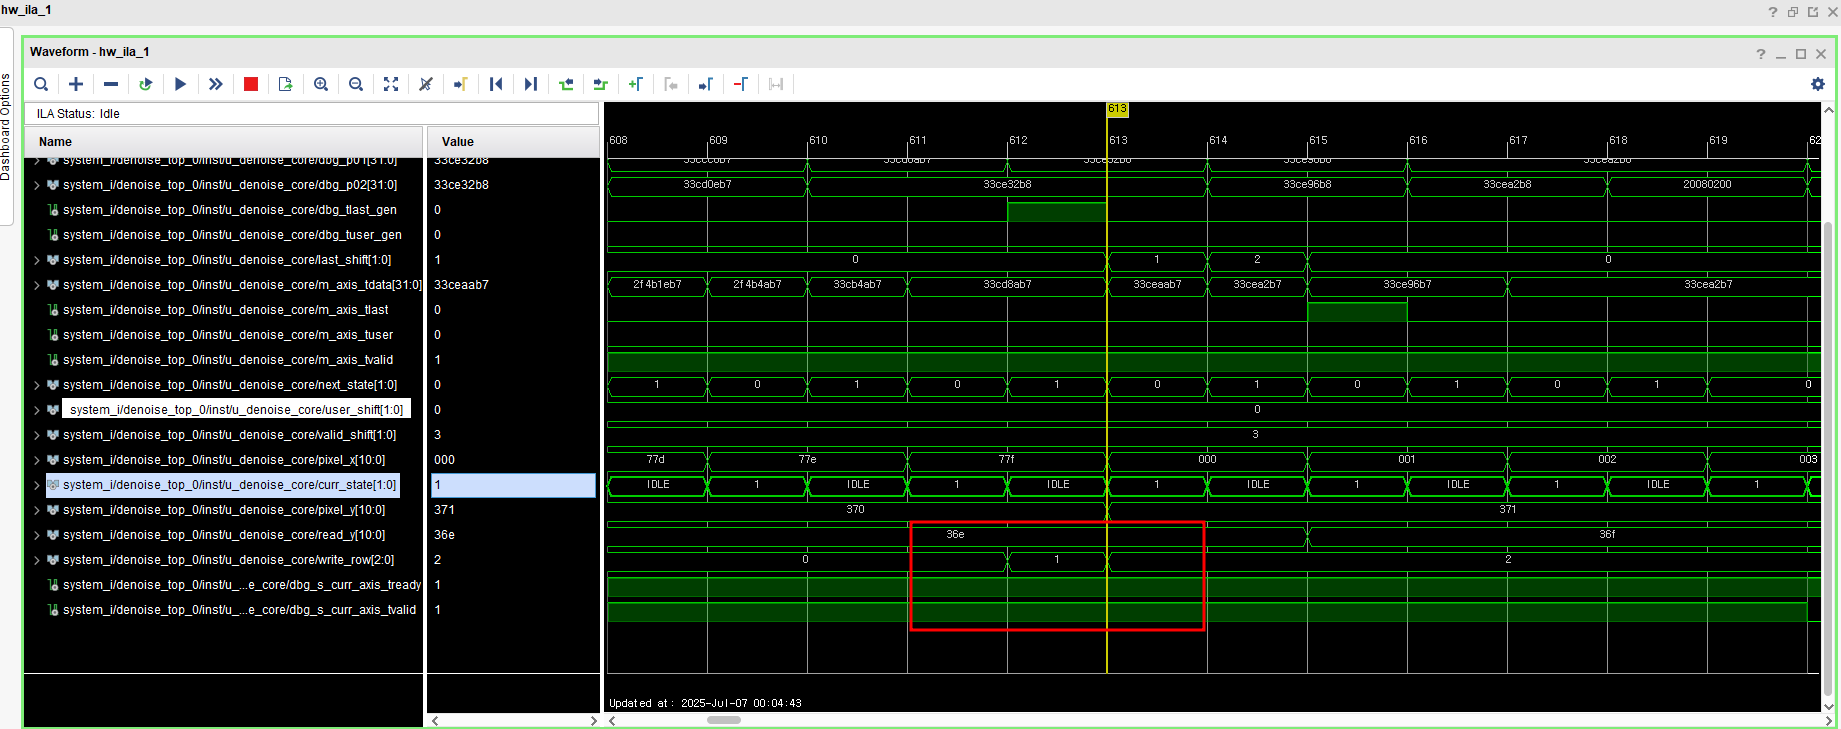 hw_ila_1
?
Dashboard Options
Waveform - hw_ila_1
?
ILA Status: Idle
Name Value
613
608 609 610 611 612 613 614 615 616 617 618 619 62
system_i/denoise_top_0/inst/u_denoise_core/dbg_p01[31:0] 33ce32b8
system_i/denoise_top_0/inst/u_denoise_core/dbg_p02[31:0] 33ce32b8 33cd0eb7 33ce32b8 33ce96b8 33cea2b8 20080200
system_i/denoise_top_0/inst/u_denoise_core/dbg_tlast_gen 0
system_i/denoise_top_0/inst/u_denoise_core/dbg_tuser_gen 0
system_i/denoise_top_0/inst/u_denoise_core/last_shift[1:0] 1 0 1 2 0
system_i/denoise_top_0/inst/u_denoise_core/m_axis_tdata[31:0] 33ceaab7 2f4b1eb7 2f4b4ab7 33cb4ab7 33cd8ab7 33ceaab7 33cea2b7 33ce96b7 33cea2b7
system_i/denoise_top_0/inst/u_denoise_core/m_axis_tlast 0
system_i/denoise_top_0/inst/u_denoise_core/m_axis_tuser 0
system_i/denoise_top_0/inst/u_denoise_core/m_axis_tvalid 1
system_i/denoise_top_0/inst/u_denoise_core/next_state[1:0] 0 1 0 1 0 1 0 1 0 1 0 1 0
system_i/denoise_top_0/inst/u_denoise_core/user_shift[1:0] 0 0
system_i/denoise_top_0/inst/u_denoise_core/valid_shift[1:0] 3 3
system_i/denoise_top_0/inst/u_denoise_core/pixel_x[10:0] 000 77d 77e 77f 000 001 002 003
system_i/denoise_top_0/inst/u_denoise_core/curr_state[1:0] 1 IDLE 1 IDLE 1 IDLE 1 IDLE 1 IDLE 1 IDLE 1
system_i/denoise_top_0/inst/u_denoise_core/pixel_y[10:0] 371 370 371
system_i/denoise_top_0/inst/u_denoise_core/read_y[10:0] 36e 36e 36f
system_i/denoise_top_0/inst/u_denoise_core/write_row[2:0] 2 0 1 2
system_i/denoise_top_0/inst/u_...e_core/dbg_s_curr_axis_tready 1
system_i/denoise_top_0/inst/u_...e_core/dbg_s_curr_axis_tvalid 1
Updated at: 2025-Jul-07 00:04:43